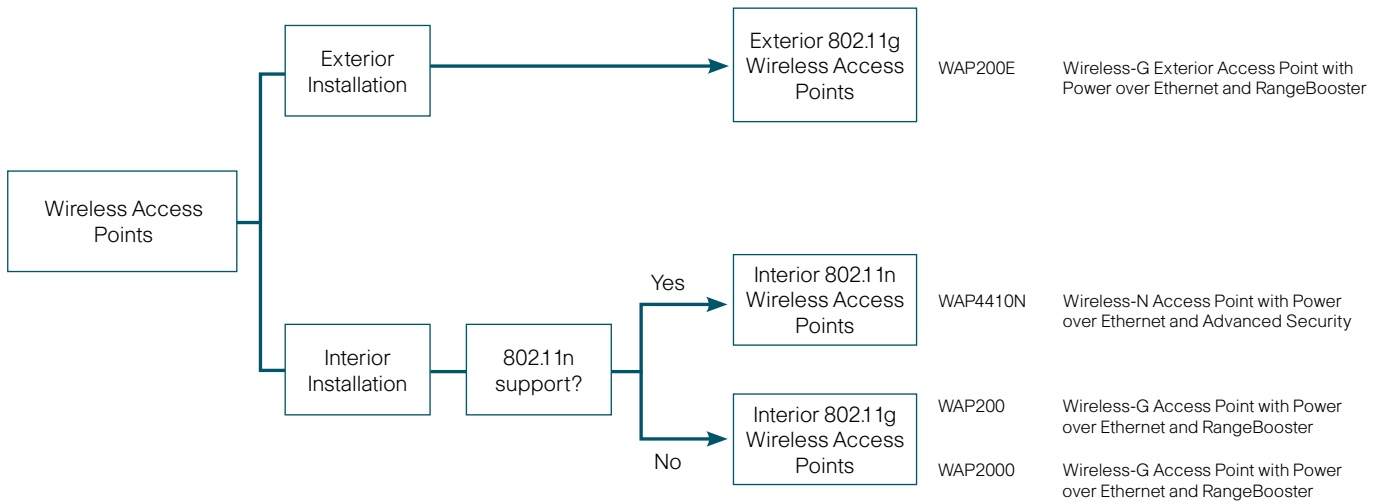 Exterior
Installation
Exterior 802.11g
Wireless Access
Points
WAP200E
Wireless-G Exterior Access Point with
Power over Ethernet and RangeBooster
Wireless Access
Points
Interior
Installation
802.11n
support?
Yes
Interior 802.11n
Wireless Access
Points
WAP4410N
Wireless-N Access Point with Power
over Ethernet and Advanced Security
No
Interior 802.11g
Wireless Access
Points
WAP200
Wireless-G Access Point with Power
over Ethernet and RangeBooster
WAP2000
Wireless-G Access Point with Power
over Ethernet and RangeBooster